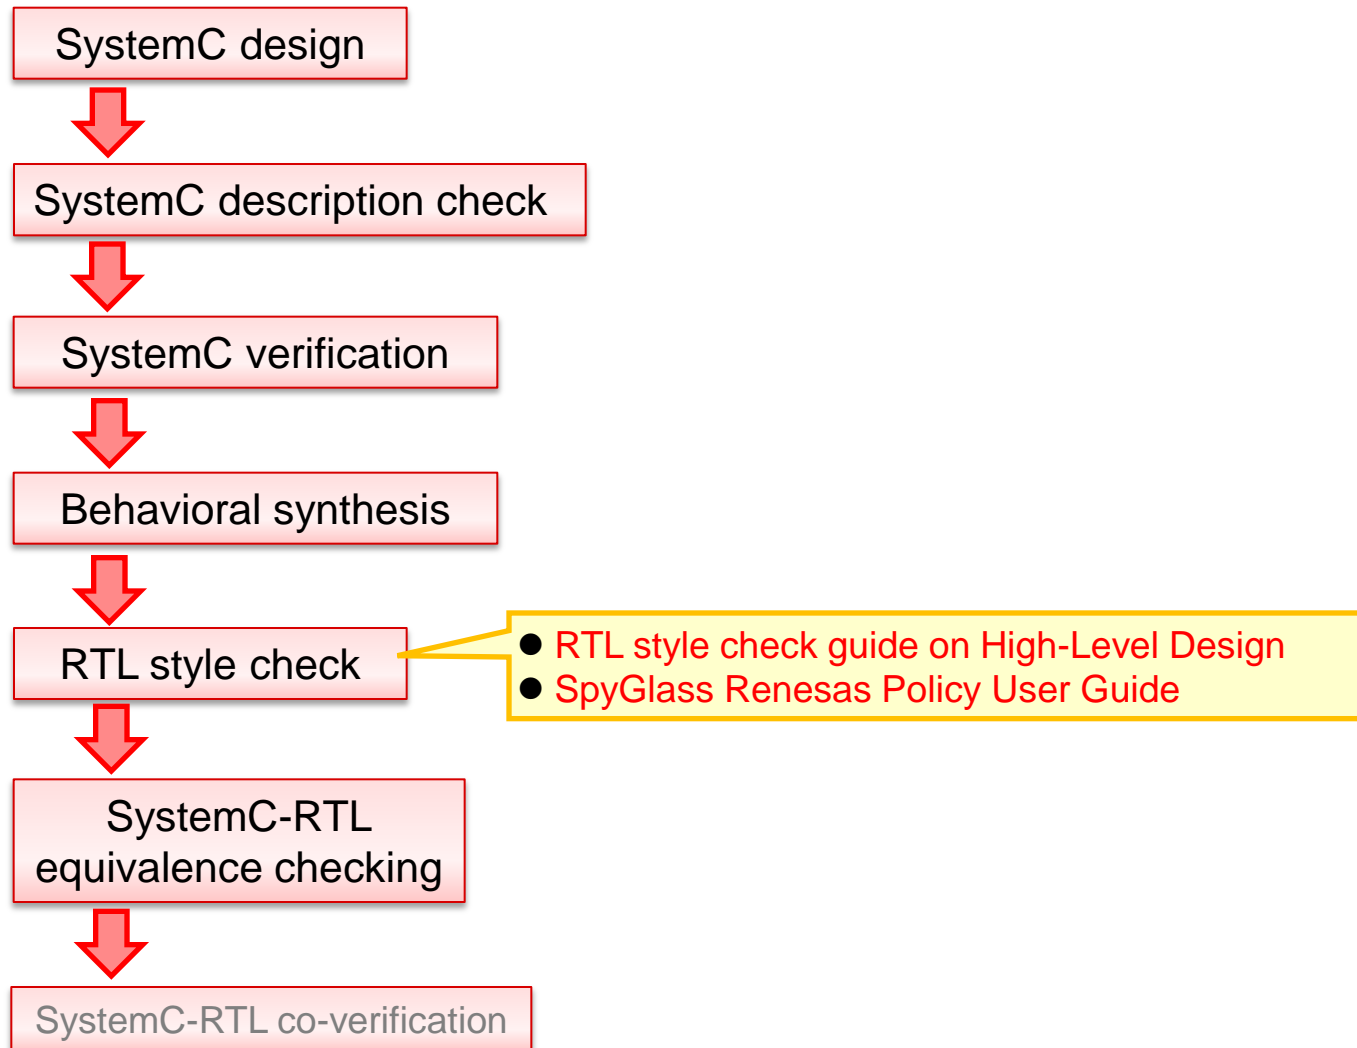 SystemC design
SystemC description check
SystemC verification
Behavioral synthesis
RTL style check
● RTL style check guide on High-Level Design
● SpyGlass Renesas Policy User Guide
SystemC-RTL
equivalence checking
SystemC-RTL co-verification